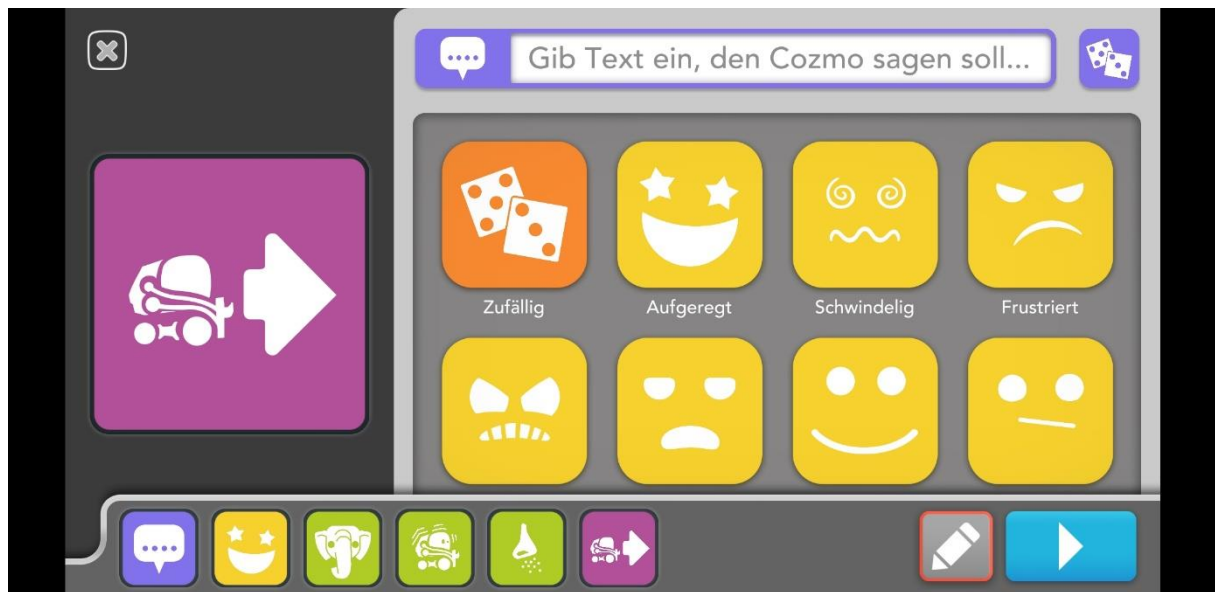 Gib Text ein, den Cozmo sagen soll...
Zufällig
Aufgeregt
Schwindelig
Frustriert